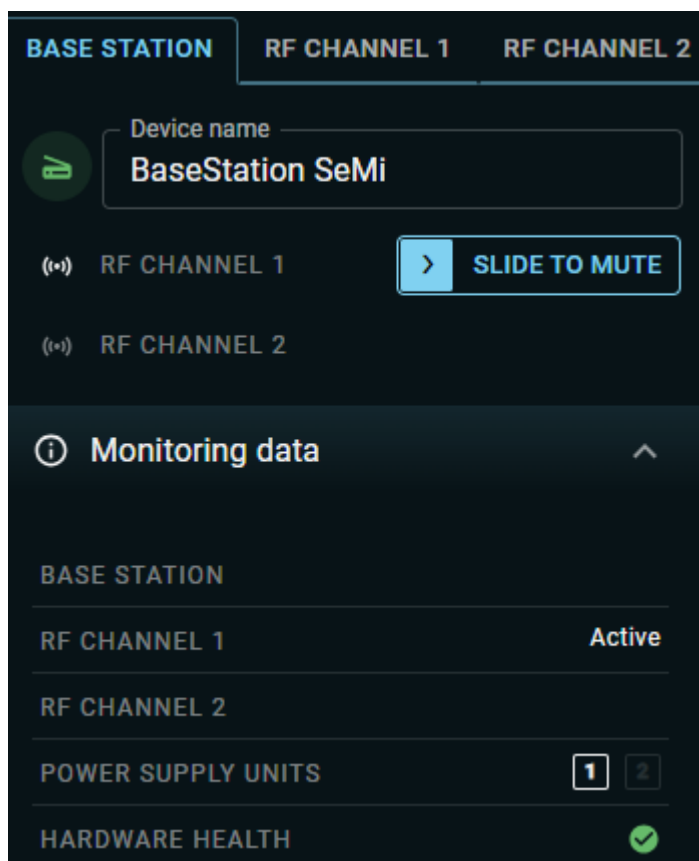 BASE STATION RF CHANNEL 1 RF CHANNEL 2
Device name
BaseStation SeMi
RF CHANNEL 1 SLIDE TO MUTE
RF CHANNEL 2
Monitoring data
BASE STATION
RF CHANNEL 1 Active
RF CHANNEL 2
POWER SUPPLY UNITS 1 2
HARDWARE HEALTH